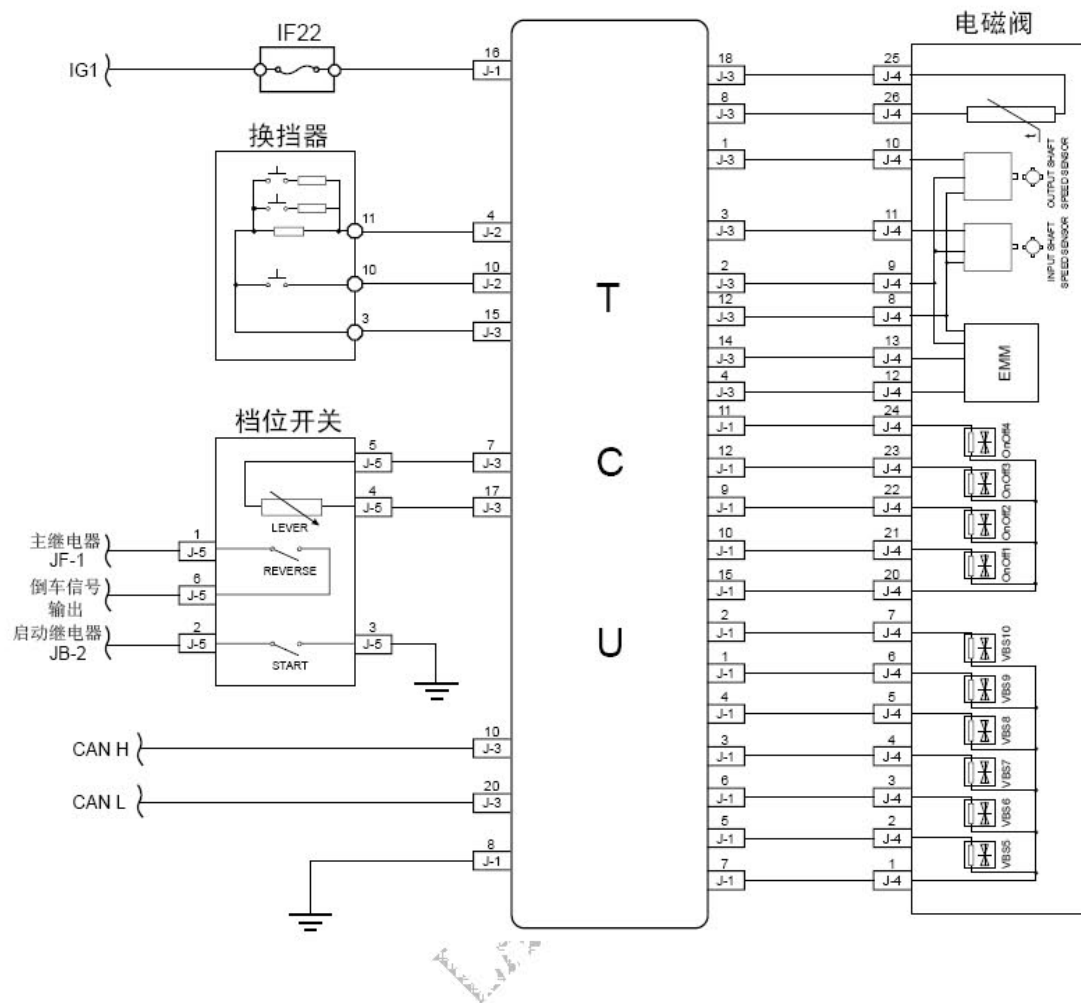 电磁阀
IF22
IG1
16
J-1
18
J-3
25
J-4
8
J-3
26
J-4
t
换挡器
1
J-3
10
J-4
OUTPUT SHAFT
SPEED SENSOR
11
4
J-2
3
J-3
11
J-4
INPUT SHAFT
SPEED SENSOR
10
10
J-2
2
J-3
9
J-4
3
15
J-3
12
J-3
8
J-4
T
14
J-3
13
J-4
EMM
4
J-3
12
J-4
档位开关
11
J-1
24
J-4
OnOff4
5
J-5
7
J-3
C
12
J-1
23
J-4
OnOff3
4
J-5
17
J-3
9
J-1
22
J-4
OnOff2
LEVER
主继电器
JF-1
1
J-5
REVERSE
10
J-1
21
J-4
OnOff1
倒车信号
输出
6
J-5
15
J-1
20
J-4
启动继电器
JB-2
2
J-5
START
3
J-5
U
2
J-1
7
J-4
VBS10
1
J-1
6
J-4
VBS9
4
J-1
5
J-4
VBS8
CAN H
10
J-3
3
J-1
4
J-4
VBS7
CAN L
20
J-3
6
J-1
3
J-4
VBS6
5
J-1
2
J-4
VBS5
8
J-1
7
J-1
1
J-4